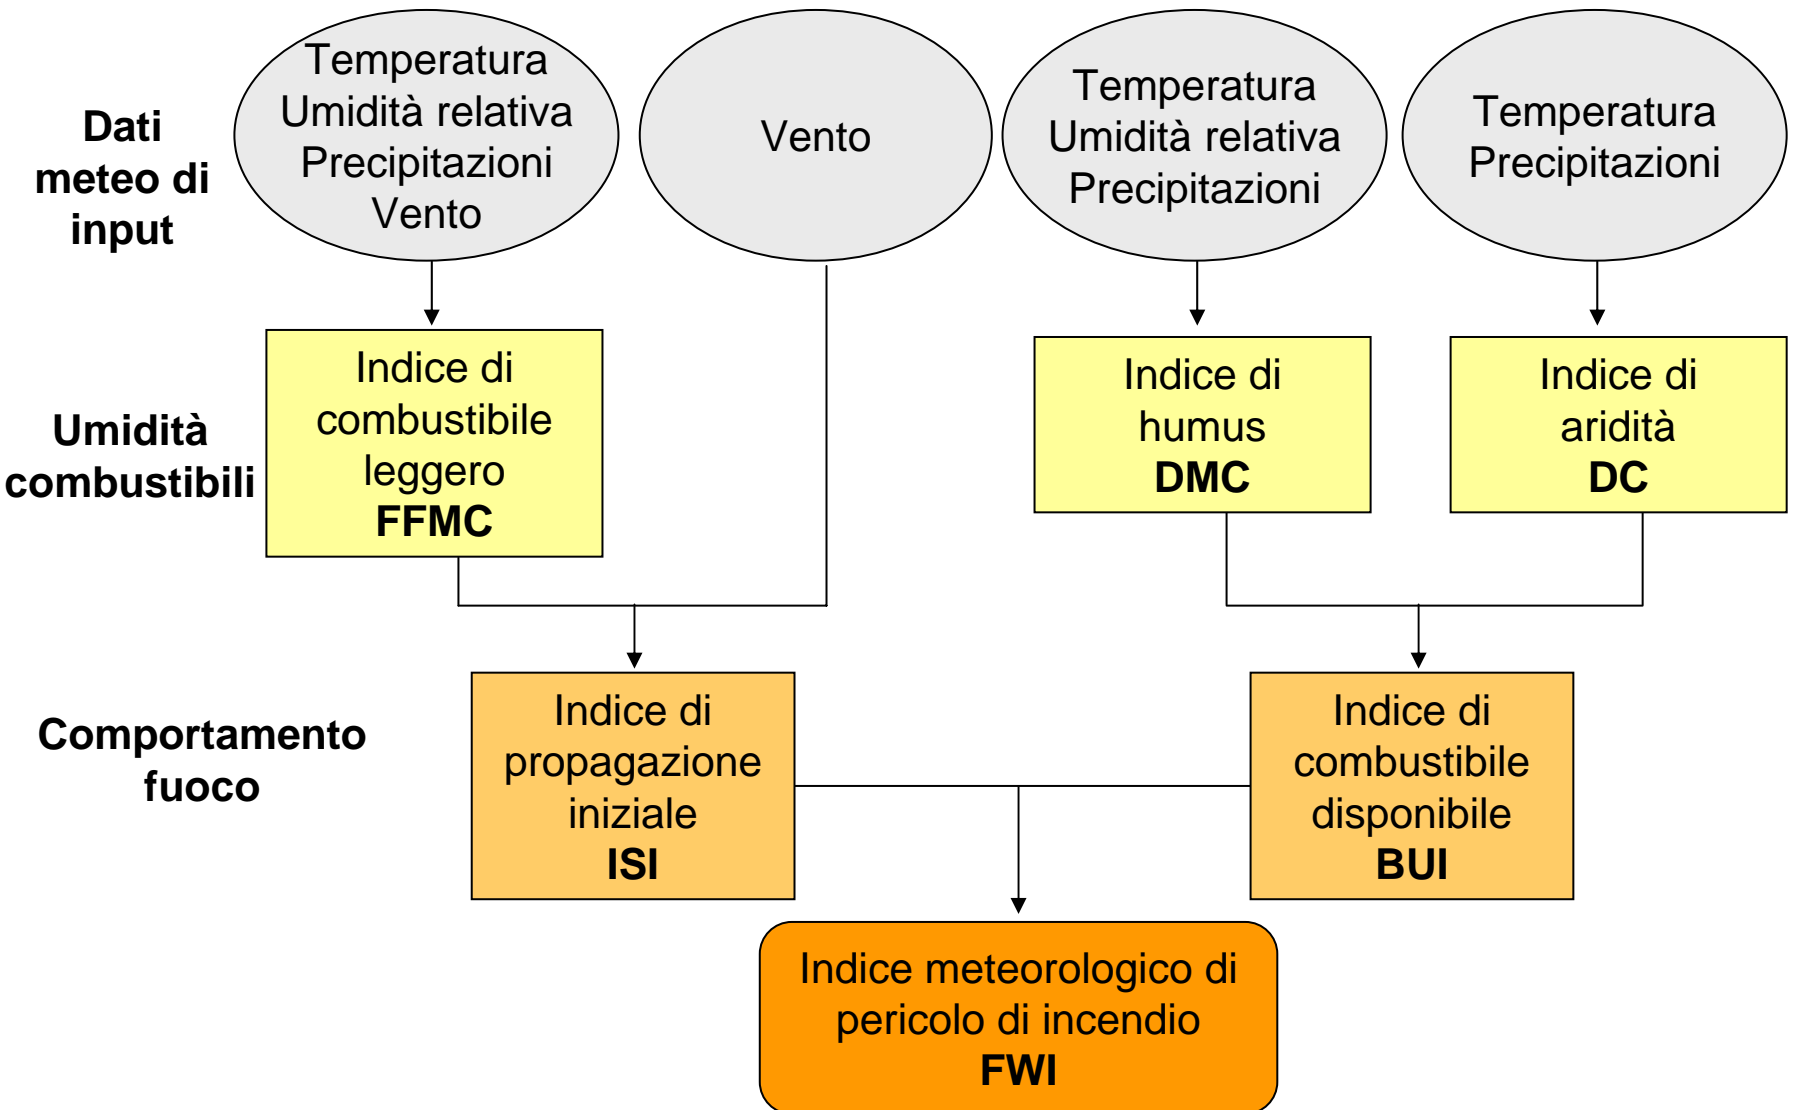 Dati
meteo di
input
Temperatura
Umidità relativa
Precipitazioni
Vento
Vento
Temperatura
Umidità relativa
Precipitazioni
Temperatura
Precipitazioni
Umidità
combustibili
Indice di
combustibile
leggero
FFMC
Indice di
humus
DMC
Indice di
aridità
DC
Comportamento
fuoco
Indice di
propagazione
iniziale
ISI
Indice di
combustibile
disponibile
BUI
Indice meteorologico di
pericolo di incendio
FWI